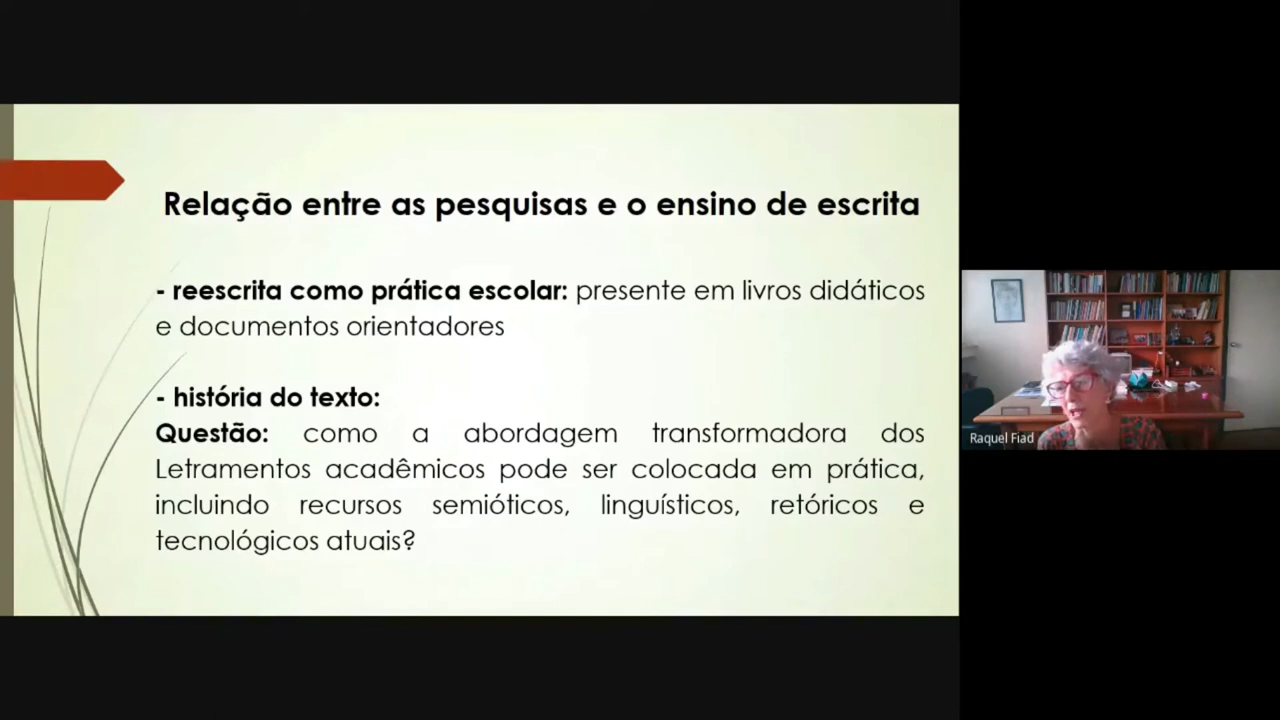 Relação entre as pesquisas e o ensino de escrita
- reescrita como prática escolar: presente em livros didáticos
e documentos orientadores
- história do texto:
Questão: como a abordagem transformadora dos
Letramentos acadêmicos pode ser colocada em prática,
incluindo recursos semióticos, linguísticos, retóricos e
tecnológicos atuais?
Raquel Fiad